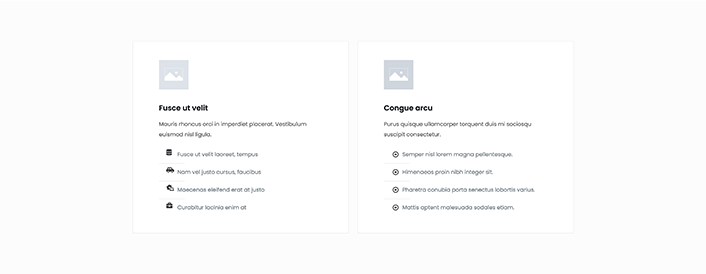 Fusce ut velit
Mauris rhoncus orci in imperdiet placerat. Vestibulum
euismod nisl ligula.
Fusce ut velit laoreet, tempus
Nam vel justo cursus, faucibus
Maecenas eleifend erat at justo
Curabitur lacinia enim at
Congue arcu
Purus quisque ullamcorper torquent duis mi sociosqu
suscipit consectetur.
Semper nisl lorem magna pellentesque.
Himenaeos proin nibh integer sit.
Pharetra conubia porta senectus lobortis varius.
Mattis aptent malesuada sodales etiam.